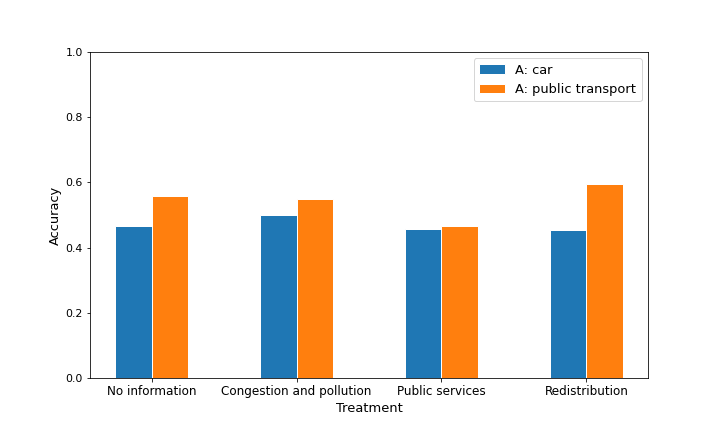 1.0
0.8
0.6
0.4
0.2
0.0
Accuracy
A: car
A: public transport
No information
Congestion and pollution
Public services
Redistribution
Treatment